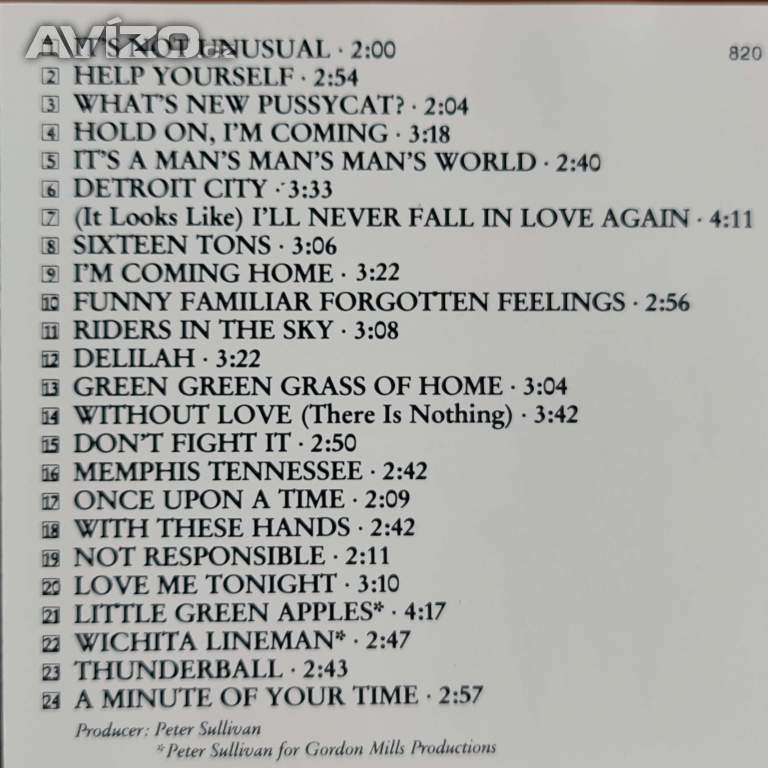 AVÍZO.cz
1 IT'S NOT UNUSUAL · 2:00
820
2 HELP YOURSELF · 2:54
3 WHAT'S NEW PUSSYCAT? · 2:04
4 HOLD ON, I'M COMING · 3:18
5 IT'S A MAN'S MAN'S MAN'S WORLD · 2:40
6 DETROIT CITY · 3:33
7 (It Looks Like) I'LL NEVER FALL IN LOVE AGAIN · 4:11
8 SIXTEEN TONS · 3:06
9 I'M COMING HOME · 3:22
10 FUNNY FAMILIAR FORGOTTEN FEELINGS · 2:56
11 RIDERS IN THE SKY · 3:08
12 DELILAH · 3:22
13 GREEN GREEN GRASS OF HOME · 3:04
14 WITHOUT LOVE (There Is Nothing) · 3:42
15 DON'T FIGHT IT · 2:50
16 MEMPHIS TENNESSEE · 2:42
17 ONCE UPON A TIME · 2:09
18 WITH THESE HANDS · 2:42
19 NOT RESPONSIBLE · 2:11
20 LOVE ME TONIGHT · 3:10
21 LITTLE GREEN APPLES* · 4:17
22 WICHITA LINEMAN* · 2:47
23 THUNDERBALL · 2:43
24 A MINUTE OF YOUR TIME · 2:57
Producer: Peter Sullivan
*Peter Sullivan for Gordon Mills Productions